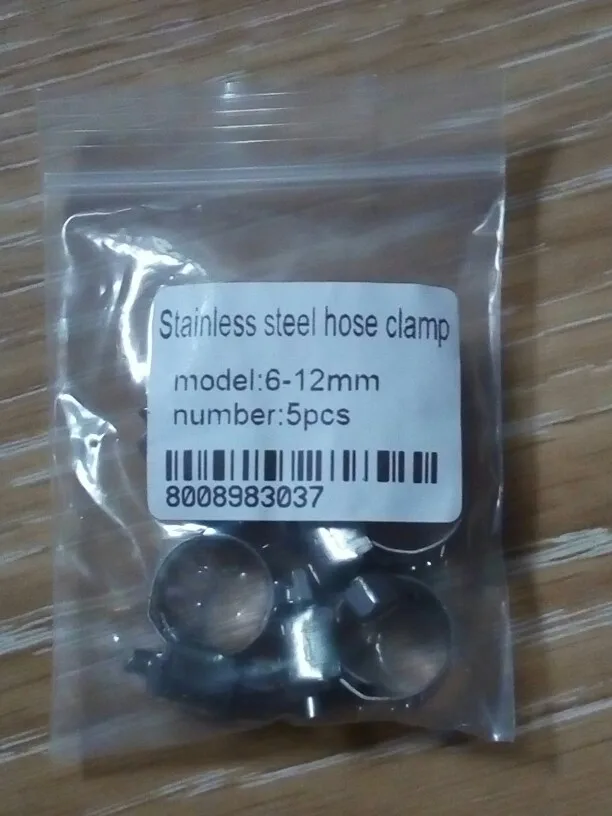 Stainless steel hose clamp
model:6-12mm
number:5pcs
8008983037